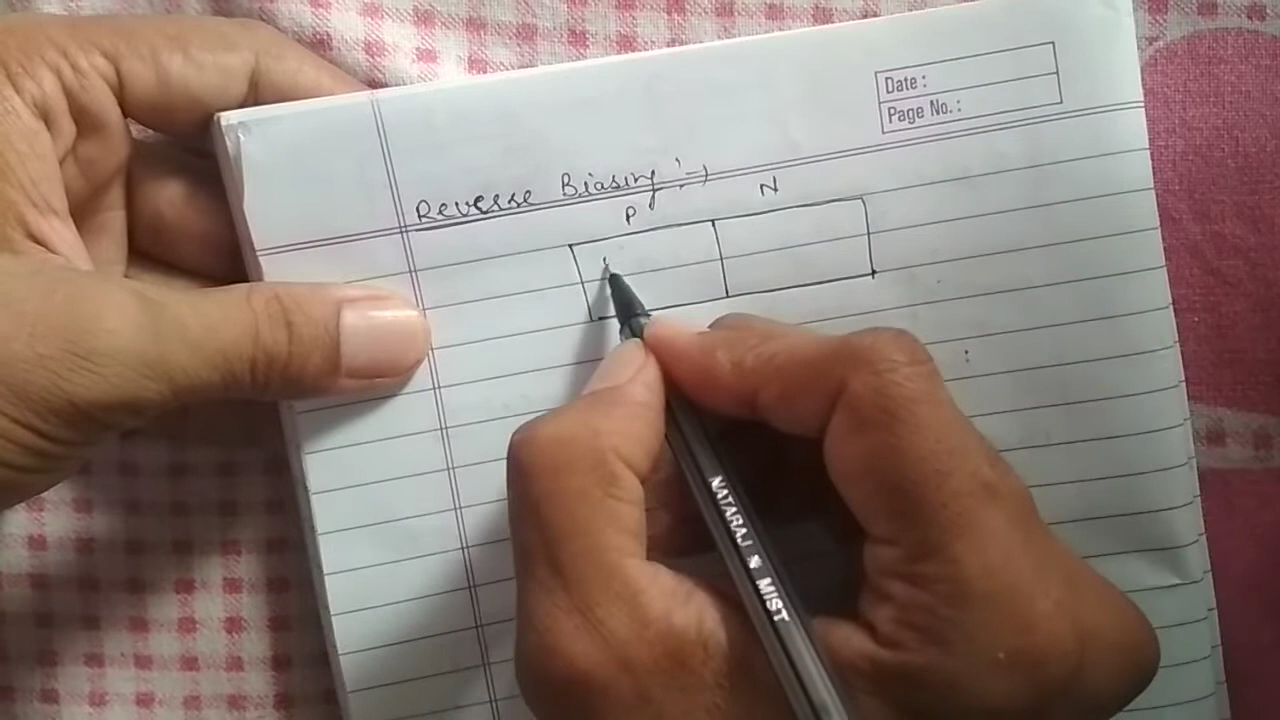 Date :
Page No. :
Reverse Biasing :-)
P N
NATARAJ & MIST